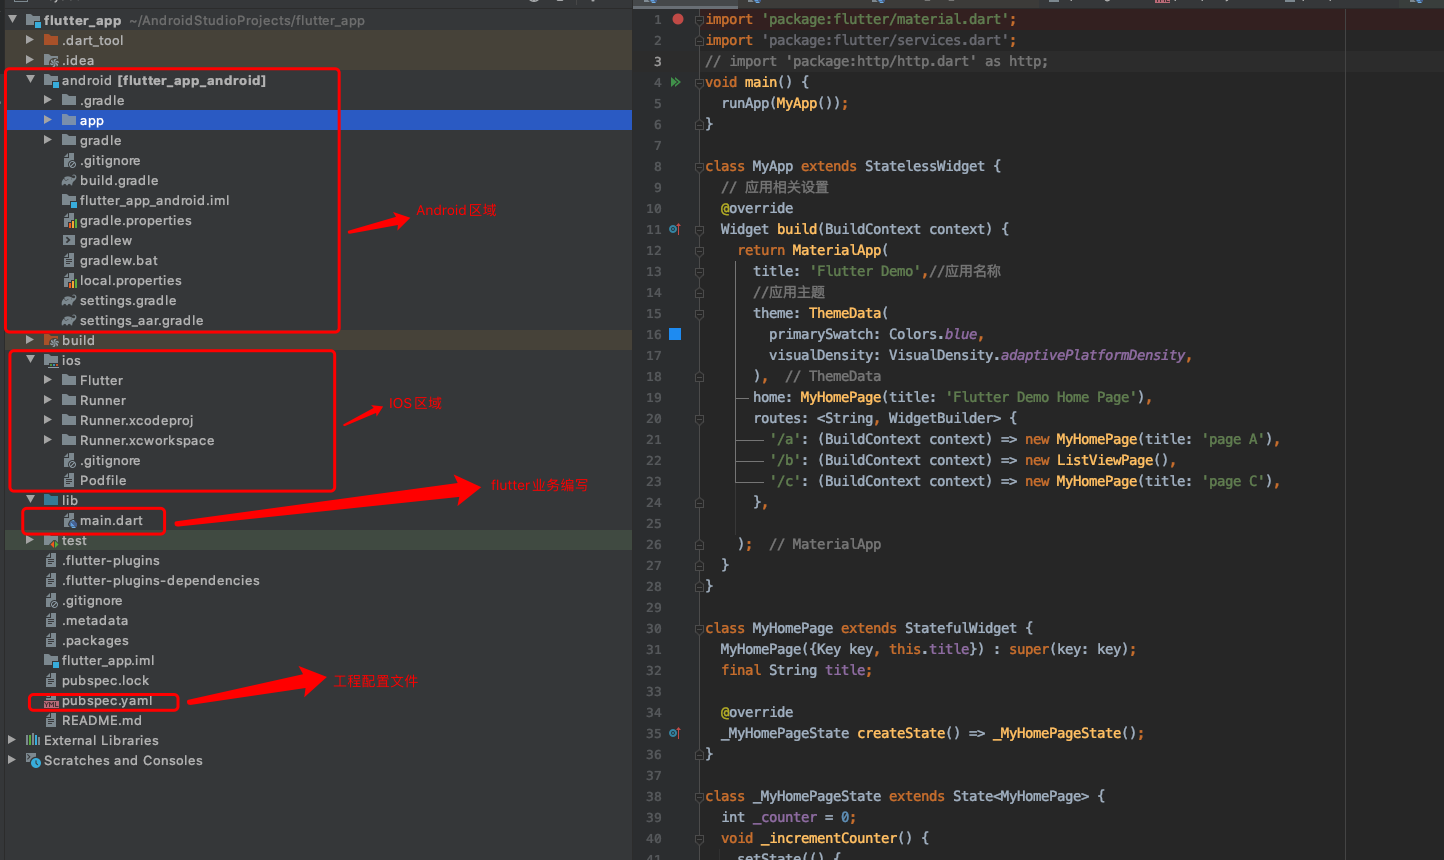 flutter_app ~/AndroidStudioProjects/flutter_app
.dart_tool
.idea
android [flutter_app_android]
.gradle
app
gradle
.gitignore
build.gradle
flutter_app_android.iml
gradle.properties
gradlew
gradlew.bat
local.properties
settings.gradle
settings_aar.gradle
Android区域
build
ios
Flutter
Runner
Runner.xcodeproj
Runner.xcworkspace
.gitignore
Podfile
IOS区域
lib
main.dart
flutter业务编写
test
.flutter-plugins
.flutter-plugins-dependencies
.gitignore
.metadata
.packages
flutter_app.iml
pubspec.lock
pubspec.yaml
工程配置文件
README.md
External Libraries
Scratches and Consoles
1 import 'package:flutter/material.dart';
2 import 'package:flutter/services.dart';
3 // import 'package:http/http.dart' as http;
4 void main() {
5 runApp(MyApp());
6 }
7
8 class MyApp extends StatelessWidget {
9 // 应用相关设置
10 @override
11 Widget build(BuildContext context) {
12 return MaterialApp(
13 title: 'Flutter Demo',//应用名称
14 //应用主题
15 theme: ThemeData(
16 primarySwatch: Colors.blue,
17 visualDensity: VisualDensity.adaptivePlatformDensity,
18 ), // ThemeData
19 home: MyHomePage(title: 'Flutter Demo Home Page'),
20 routes: <String, WidgetBuilder> {
21 '/a': (BuildContext context) => new MyHomePage(title: 'page A'),
22 '/b': (BuildContext context) => new ListViewPage(),
23 '/c': (BuildContext context) => new MyHomePage(title: 'page C'),
24 },
25
26 ); // MaterialApp
27 }
28 }
29
30 class MyHomePage extends StatefulWidget {
31 MyHomePage({Key key, this.title}) : super(key: key);
32 final String title;
33
34 @override
35 _MyHomePageState createState() => _MyHomePageState();
36 }
37
38 class _MyHomePageState extends State<MyHomePage> {
39 int _counter = 0;
40 void _incrementCounter() {
41 setState(() {